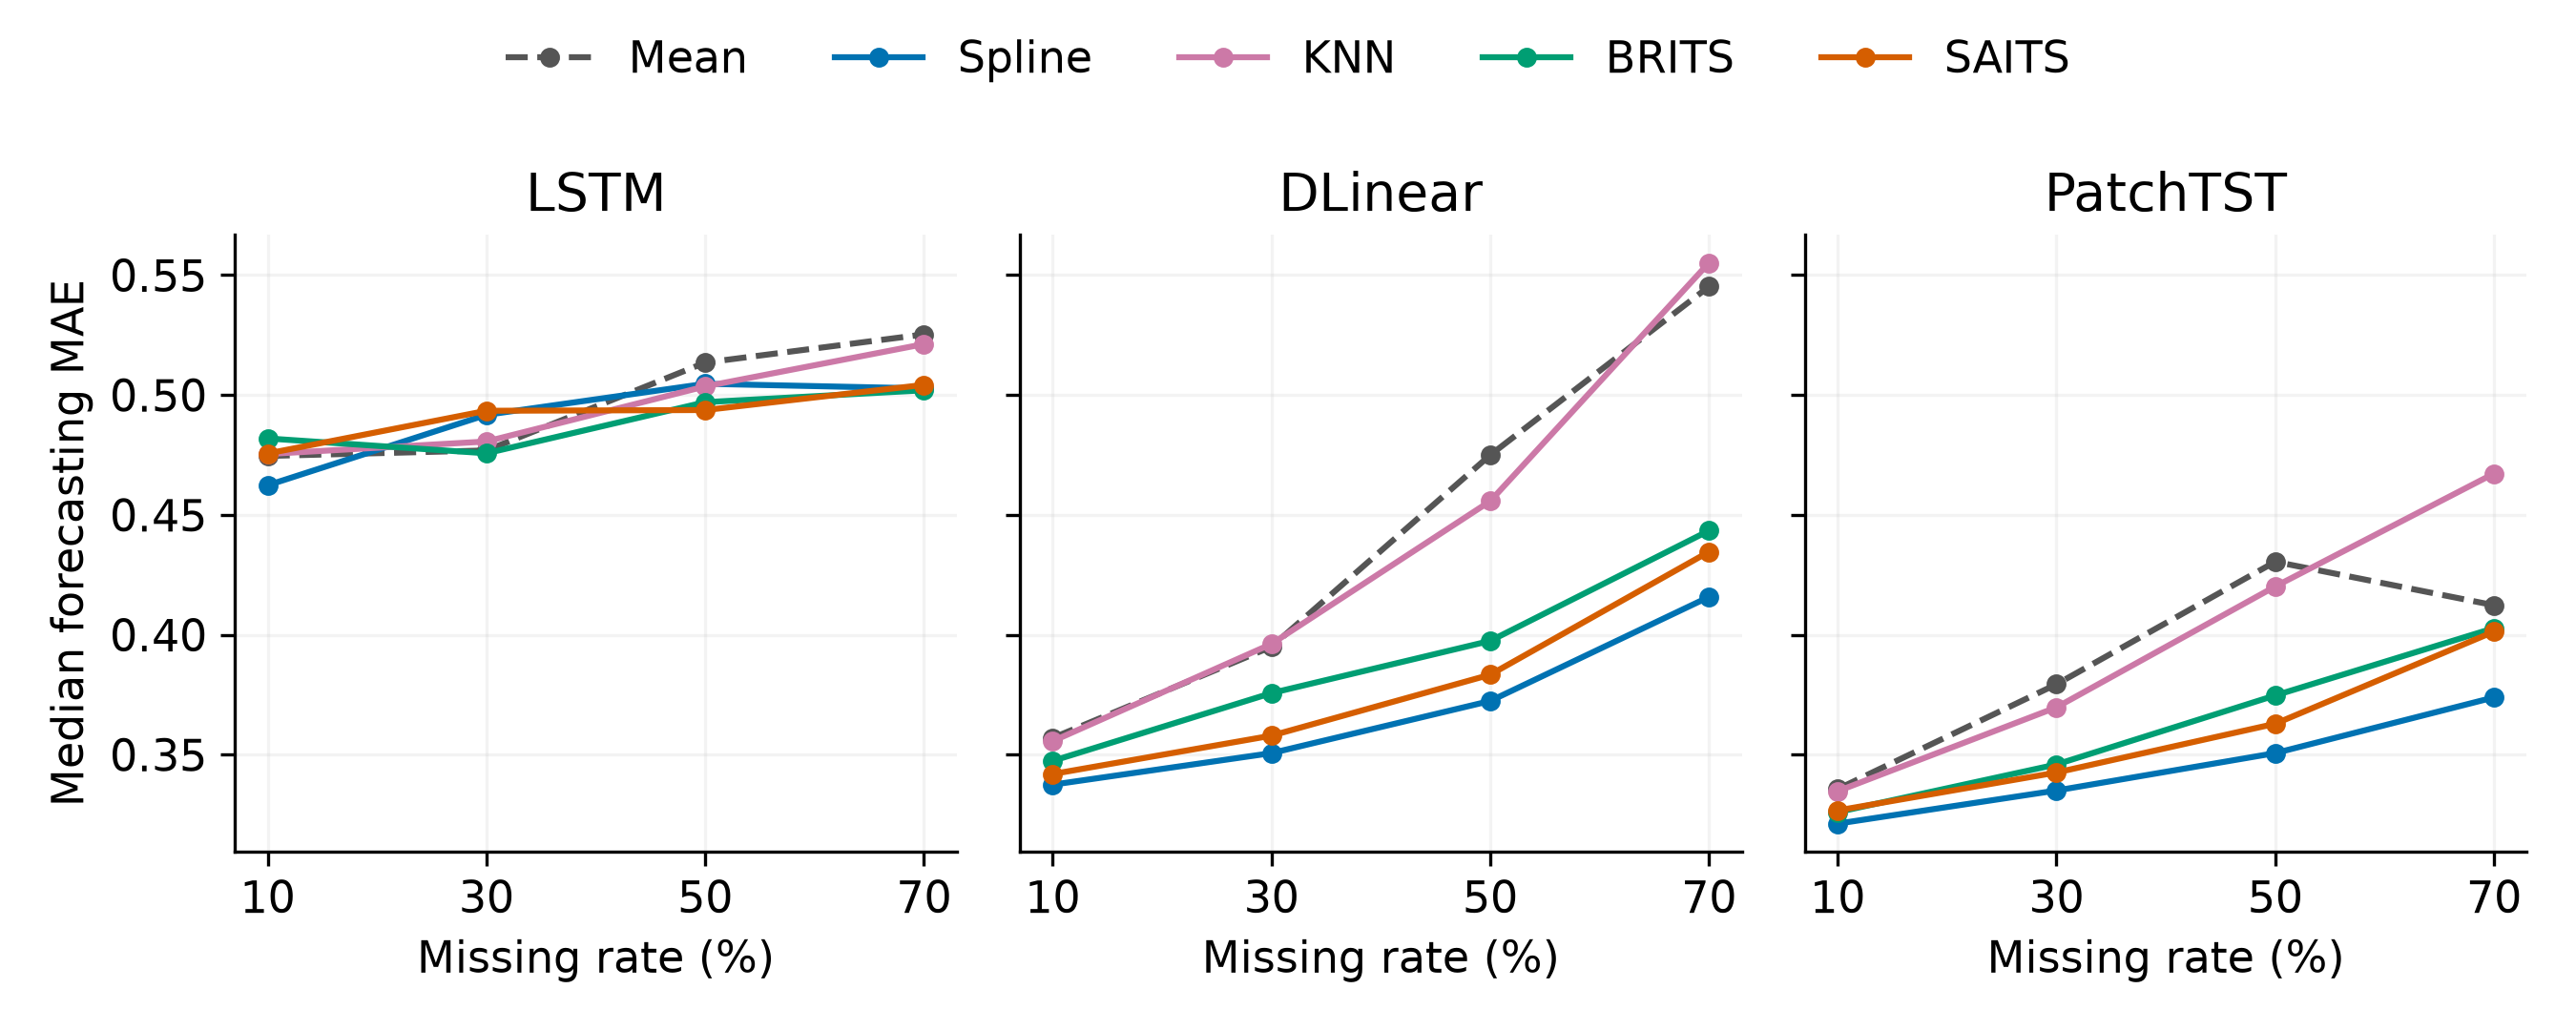 Mean Spline KNN BRITS SAITS
LSTM DLinear PatchTST
Median forecasting MAE
0.55
0.50
0.45
0.40
0.35
10 30 50 70 10 30 50 70 10 30 50 70
Missing rate (%) Missing rate (%) Missing rate (%)